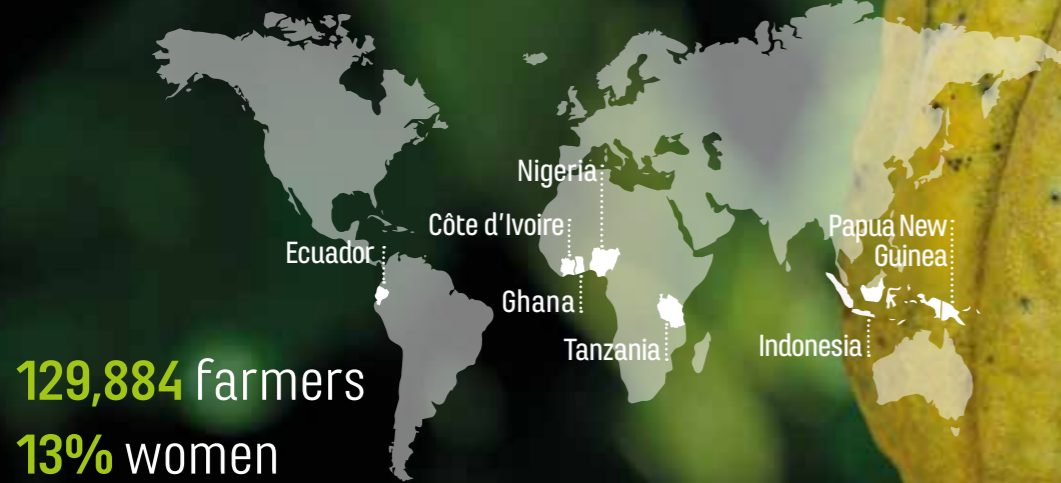 Nigeria
Côte d'Ivoire
Ecuador
Papua New
Guinea
Ghana
Tanzania
Indonesia
129,884 farmers
13% women